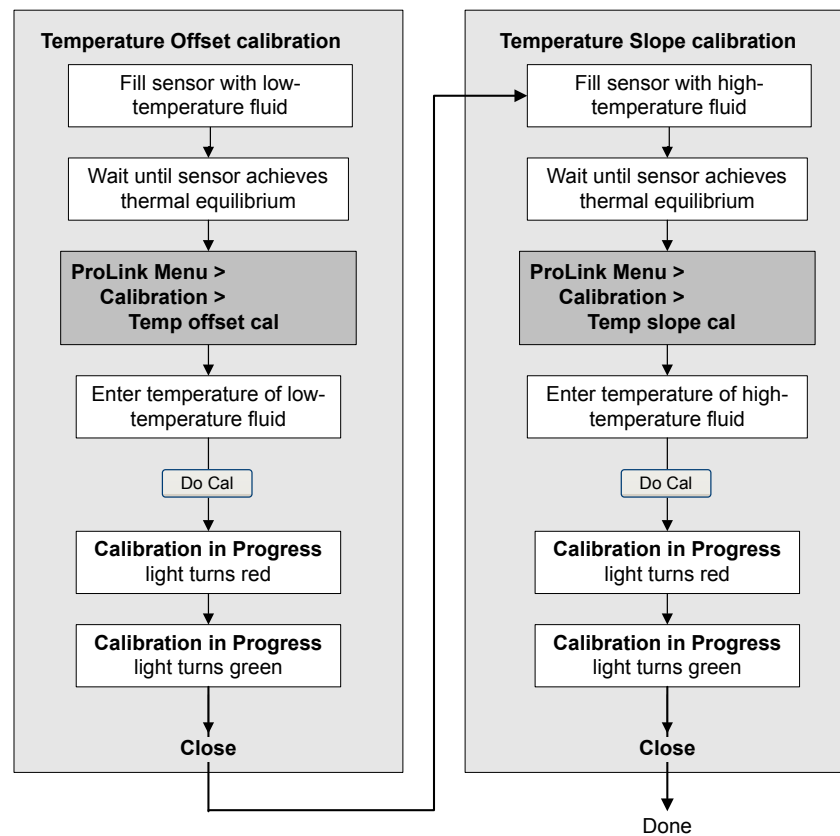 Temperature Offset calibration
Fill sensor with low-
temperature fluid
Wait until sensor achieves
thermal equilibrium
ProLink Menu >
Calibration >
Temp offset cal
Enter temperature of low-
temperature fluid
Do Cal
Calibration in Progress
light turns red
Calibration in Progress
light turns green
Close
Temperature Slope calibration
Fill sensor with high-
temperature fluid
Wait until sensor achieves
thermal equilibrium
ProLink Menu >
Calibration >
Temp slope cal
Enter temperature of high-
temperature fluid
Do Cal
Calibration in Progress
light turns red
Calibration in Progress
light turns green
Close
Done